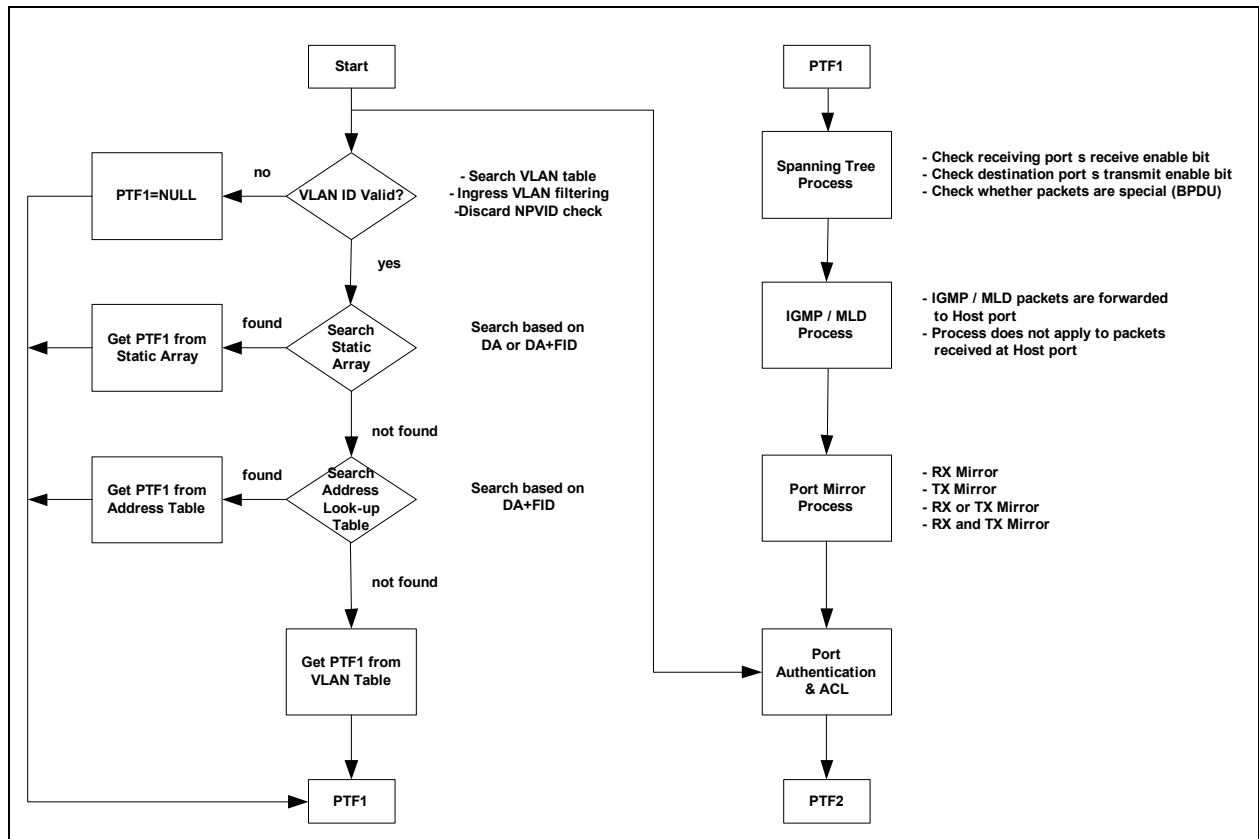 Start
VLAN ID Valid?
no
PTF1=NULL
- Search VLAN table
- Ingress VLAN filtering
-Discard NPVID check
yes
Search
Static
Array
found
Get PTF1 from
Static Array
Search based on
DA or DA+FID
not found
Search
Address
Look-up
Table
found
Get PTF1 from
Address Table
Search based on
DA+FID
not found
Get PTF1 from
VLAN Table
PTF1
PTF1
Spanning Tree
Process
- Check receiving port s receive enable bit
- Check destination port s transmit enable bit
- Check whether packets are special (BPDU)
IGMP / MLD
Process
- IGMP / MLD packets are forwarded
to Host port
- Process does not apply to packets
received at Host port
Port Mirror
Process
- RX Mirror
- TX Mirror
- RX or TX Mirror
- RX and TX Mirror
Port
Authentication
& ACL
PTF2